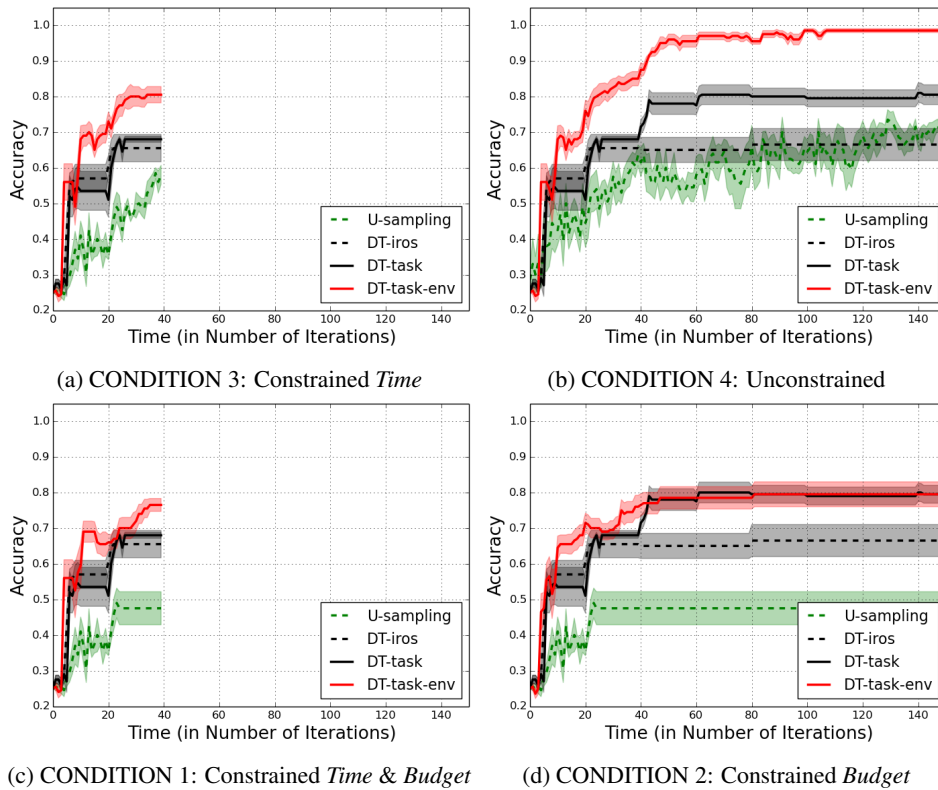 1.0
0.9
0.8
0.7
0.6
0.5
0.4
0.3
0.2
Accuracy
0 20 40 60 80 100 120 140
Time (in Number of Iterations)
U-sampling
DT-iros
DT-task
DT-task-env
(a) CONDITION 3: Constrained Time
1.0
0.9
0.8
0.7
0.6
0.5
0.4
0.3
0.2
Accuracy
0 20 40 60 80 100 120 140
Time (in Number of Iterations)
U-sampling
DT-iros
DT-task
DT-task-env
(b) CONDITION 4: Unconstrained
1.0
0.9
0.8
0.7
0.6
0.5
0.4
0.3
0.2
Accuracy
0 20 40 60 80 100 120 140
Time (in Number of Iterations)
U-sampling
DT-iros
DT-task
DT-task-env
(c) CONDITION 1: Constrained Time & Budget
1.0
0.9
0.8
0.7
0.6
0.5
0.4
0.3
0.2
Accuracy
0 20 40 60 80 100 120 140
Time (in Number of Iterations)
U-sampling
DT-iros
DT-task
DT-task-env
(d) CONDITION 2: Constrained Budget